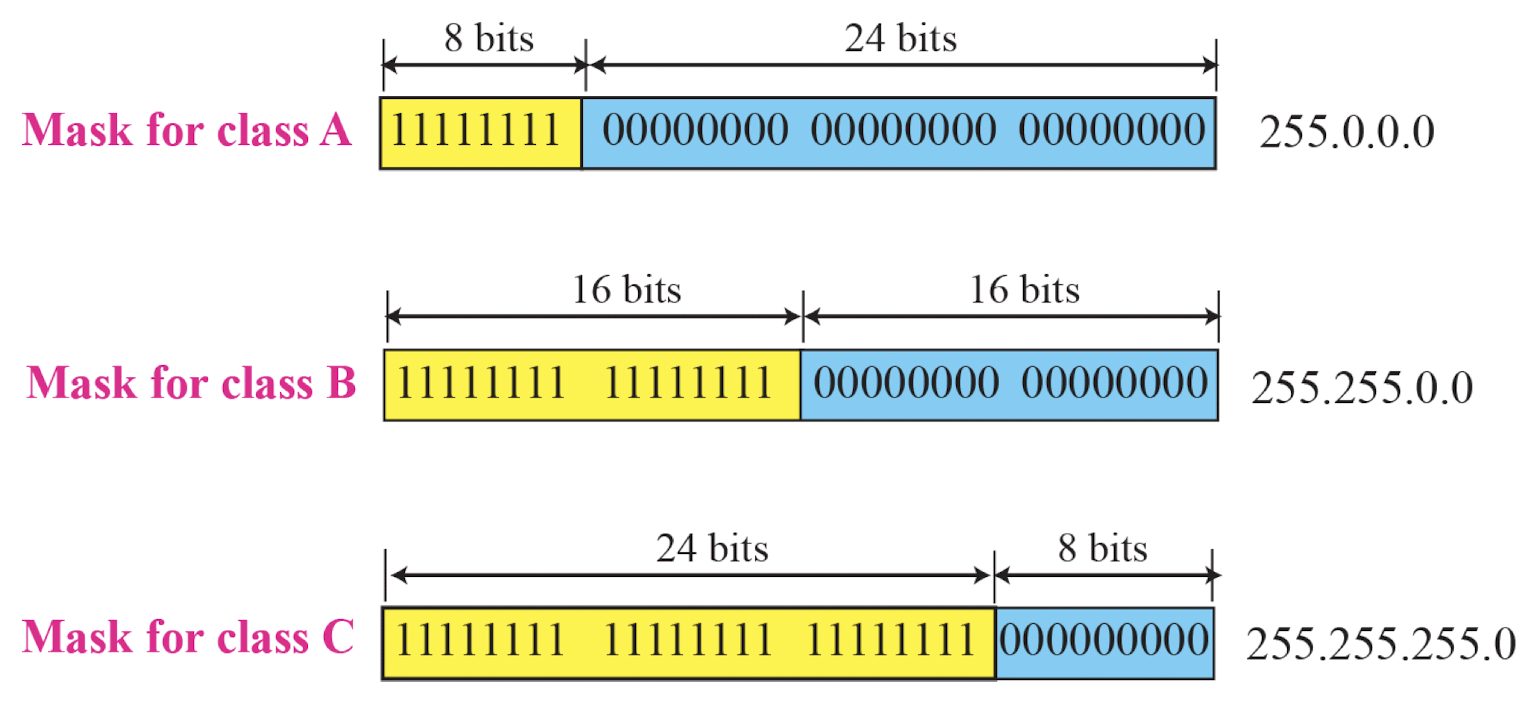 8 bits 24 bits
Mask for class A 11111111 00000000 00000000 00000000 255.0.0.0
16 bits 16 bits
Mask for class B 11111111 11111111 00000000 00000000 255.255.0.0
24 bits 8 bits
Mask for class C 11111111 11111111 11111111 000000000 255.255.255.0